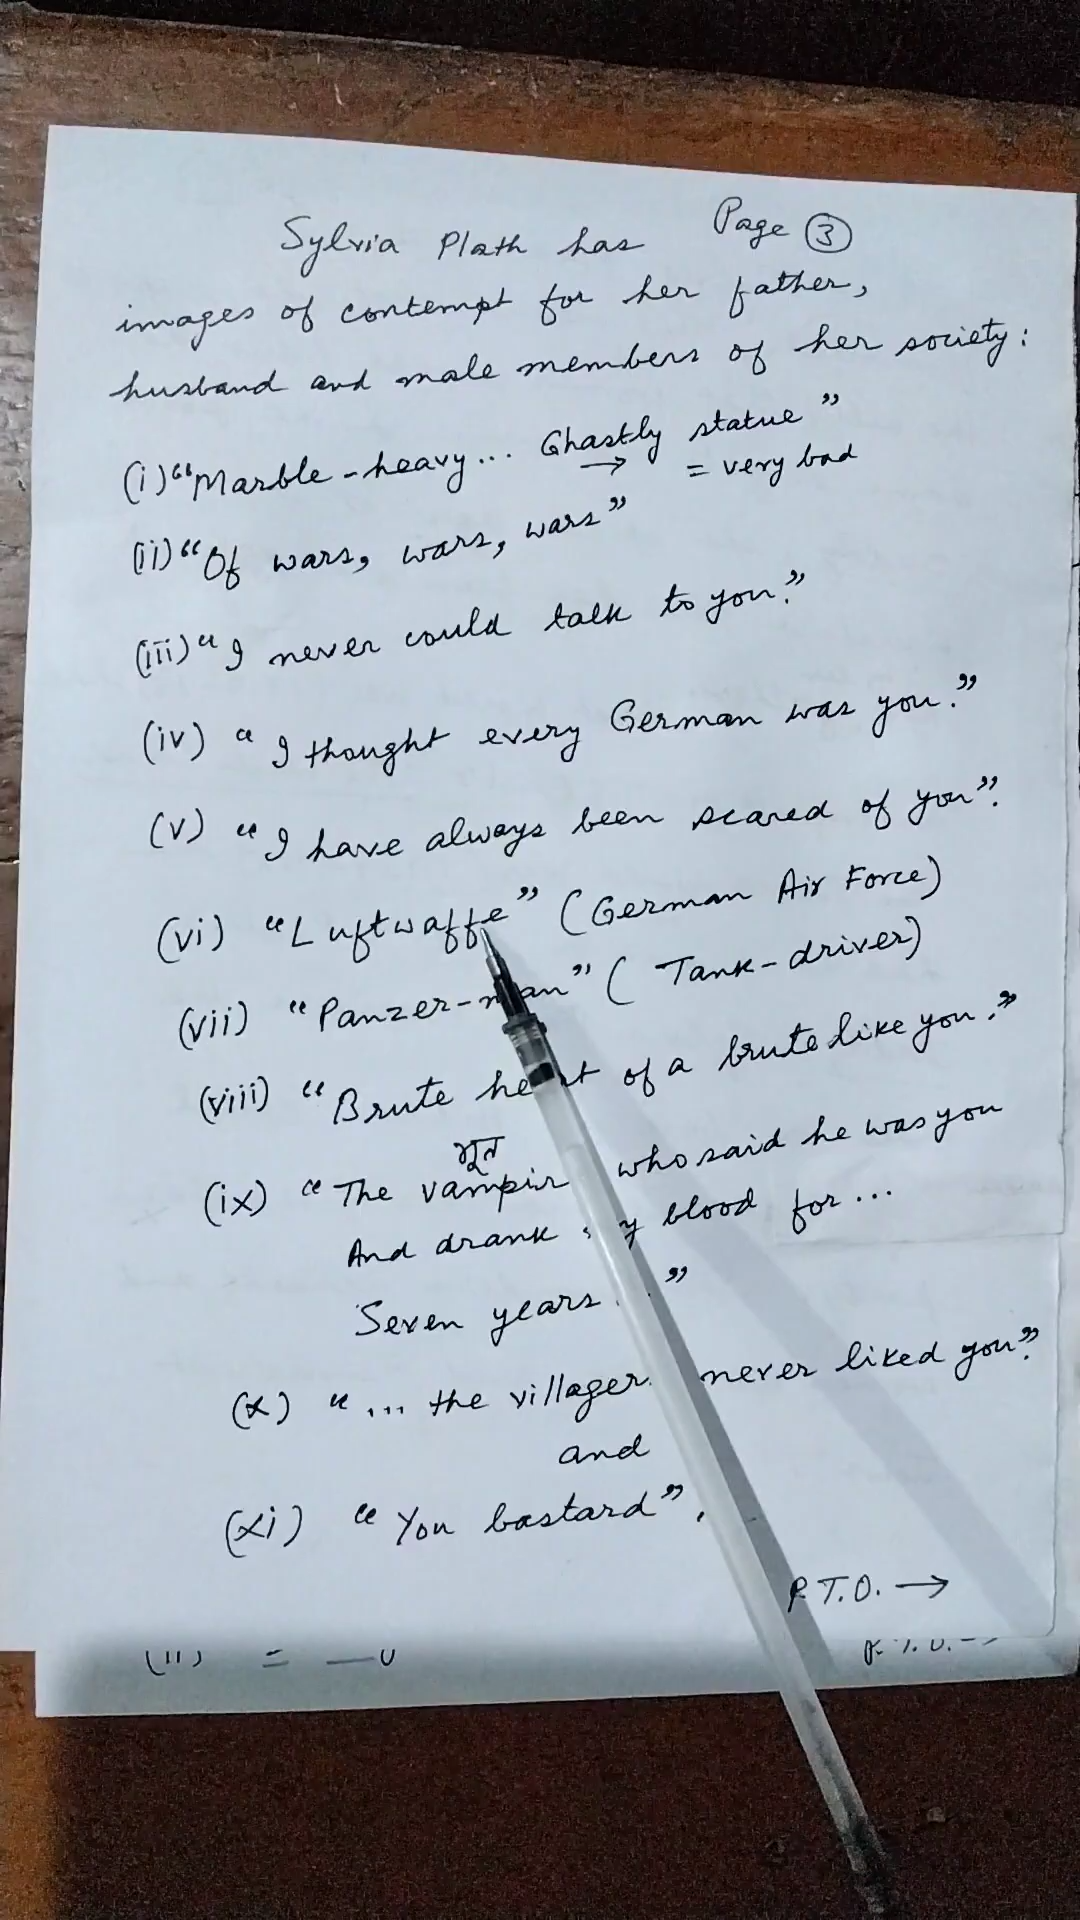 Page ③
Sylvia Plath has
images of contempt for her father,
husband and male members of her society:
(i) “Marble-heavy... Ghastly statue”
→ = very bad
(ii) “Of wars, wars, wars”
(iii) “I never could talk to you.”
(iv) “I thought every German was you.”
(v) “I have always been scared of you”.
(vi) “Luftwaffe” (German Air Force)
(vii) “Panzer-man” (Tank-driver)
(viii) “Brute he t of a brute like you.”
(ix) “The vampir who said he was you
And drank y blood for ...
Seven years ”
(x) “... the villager never liked you”
and
(xi) “You bastard”.
P.T.O. →
(ii) =
P.T.O. →